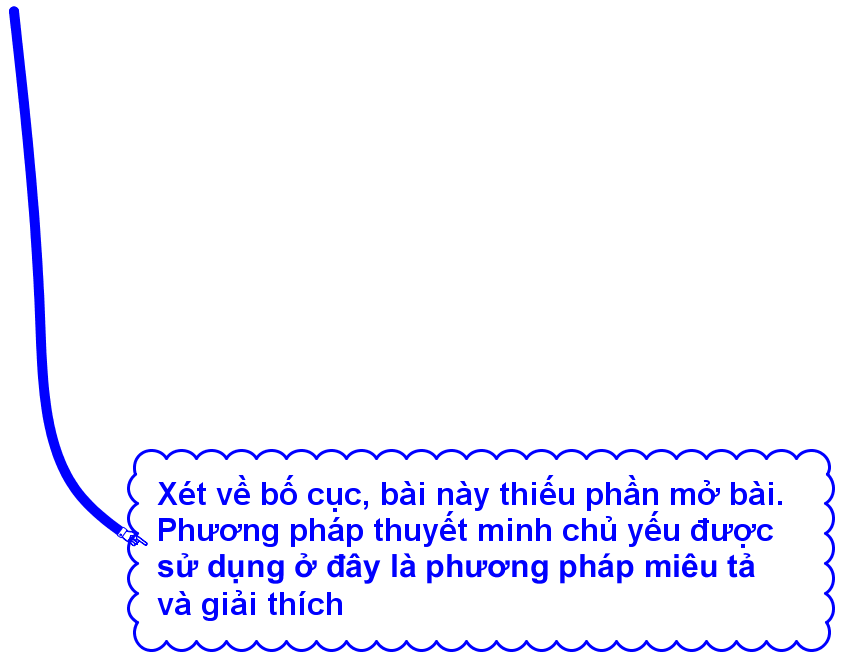 Xét về bố cục, bài này thiếu phần mở bài.
Phương pháp thuyết minh chủ yếu được
sử dụng ở đây là phương pháp miêu tả
và giải thích